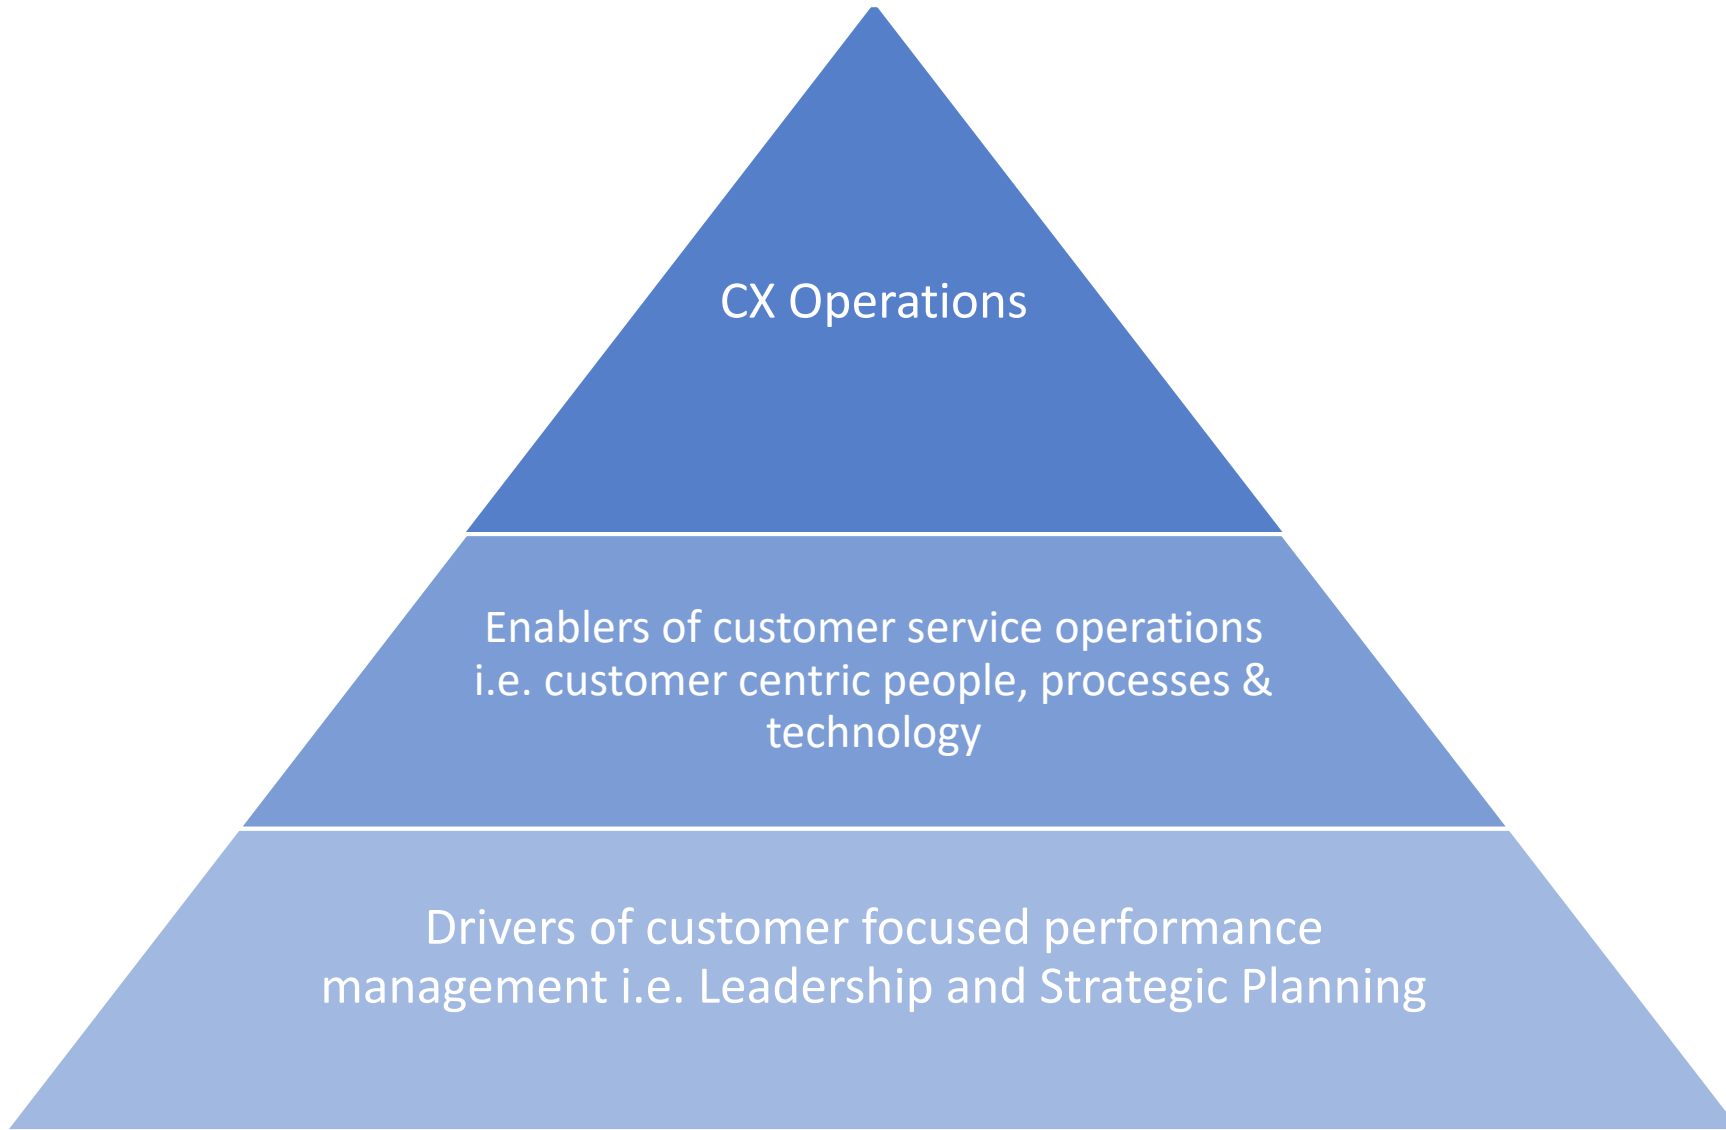 CX Operations
Enablers of customer service operations
i.e. customer centric people, processes &
technology
Drivers of customer focused performance
management i.e. Leadership and Strategic Planning